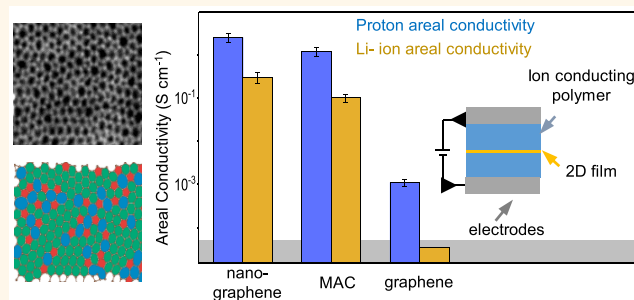 Proton areal conductivity
Li- ion areal conductivity
Areal Conductivity (S cm⁻¹)
10⁻¹
10⁻³
Ion conducting
polymer
2D film
electrodes
nano-
graphene
MAC
graphene